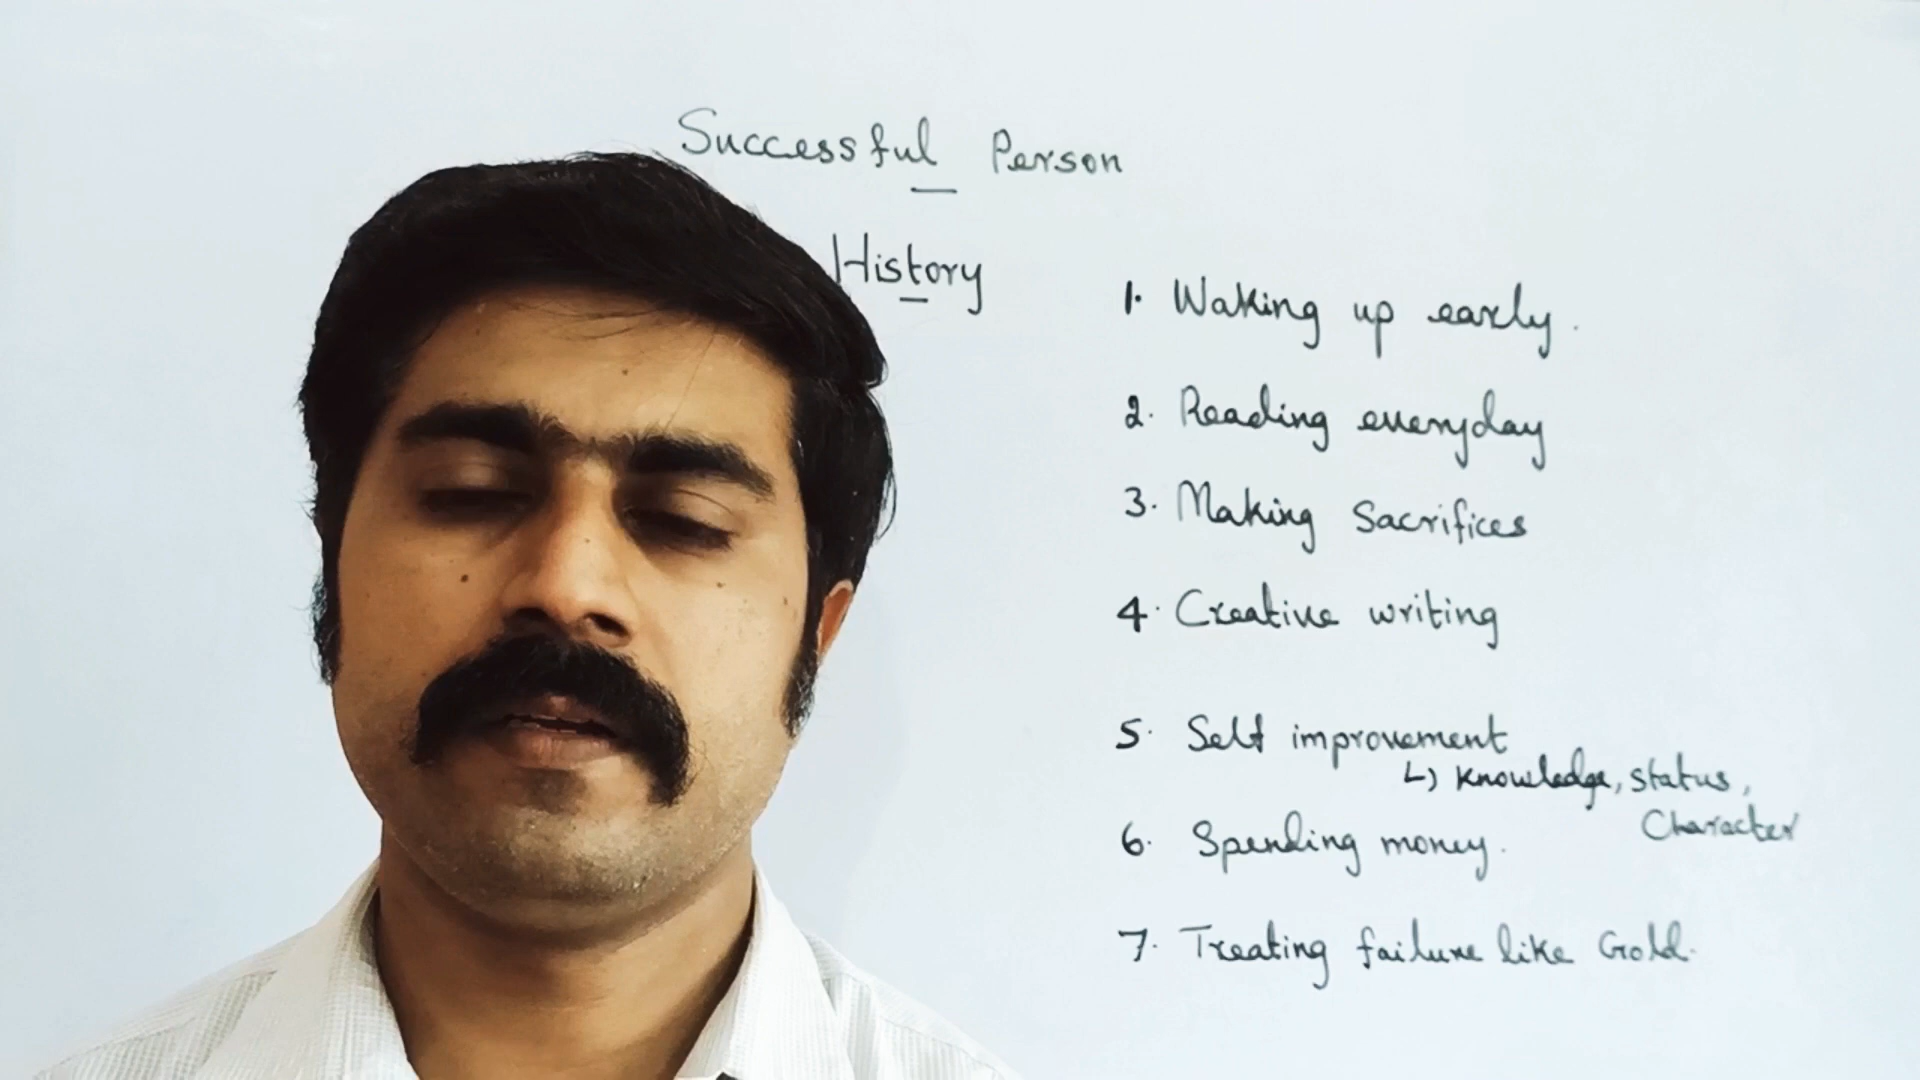 Successful Person
History
1. Waking up early.
2. Reading everyday
3. Making Sacrifices
4. Creative writing
5. Self improvement
↳ Knowledge, Status,
Character
6. Spending money.
7. Treating failure like Gold.